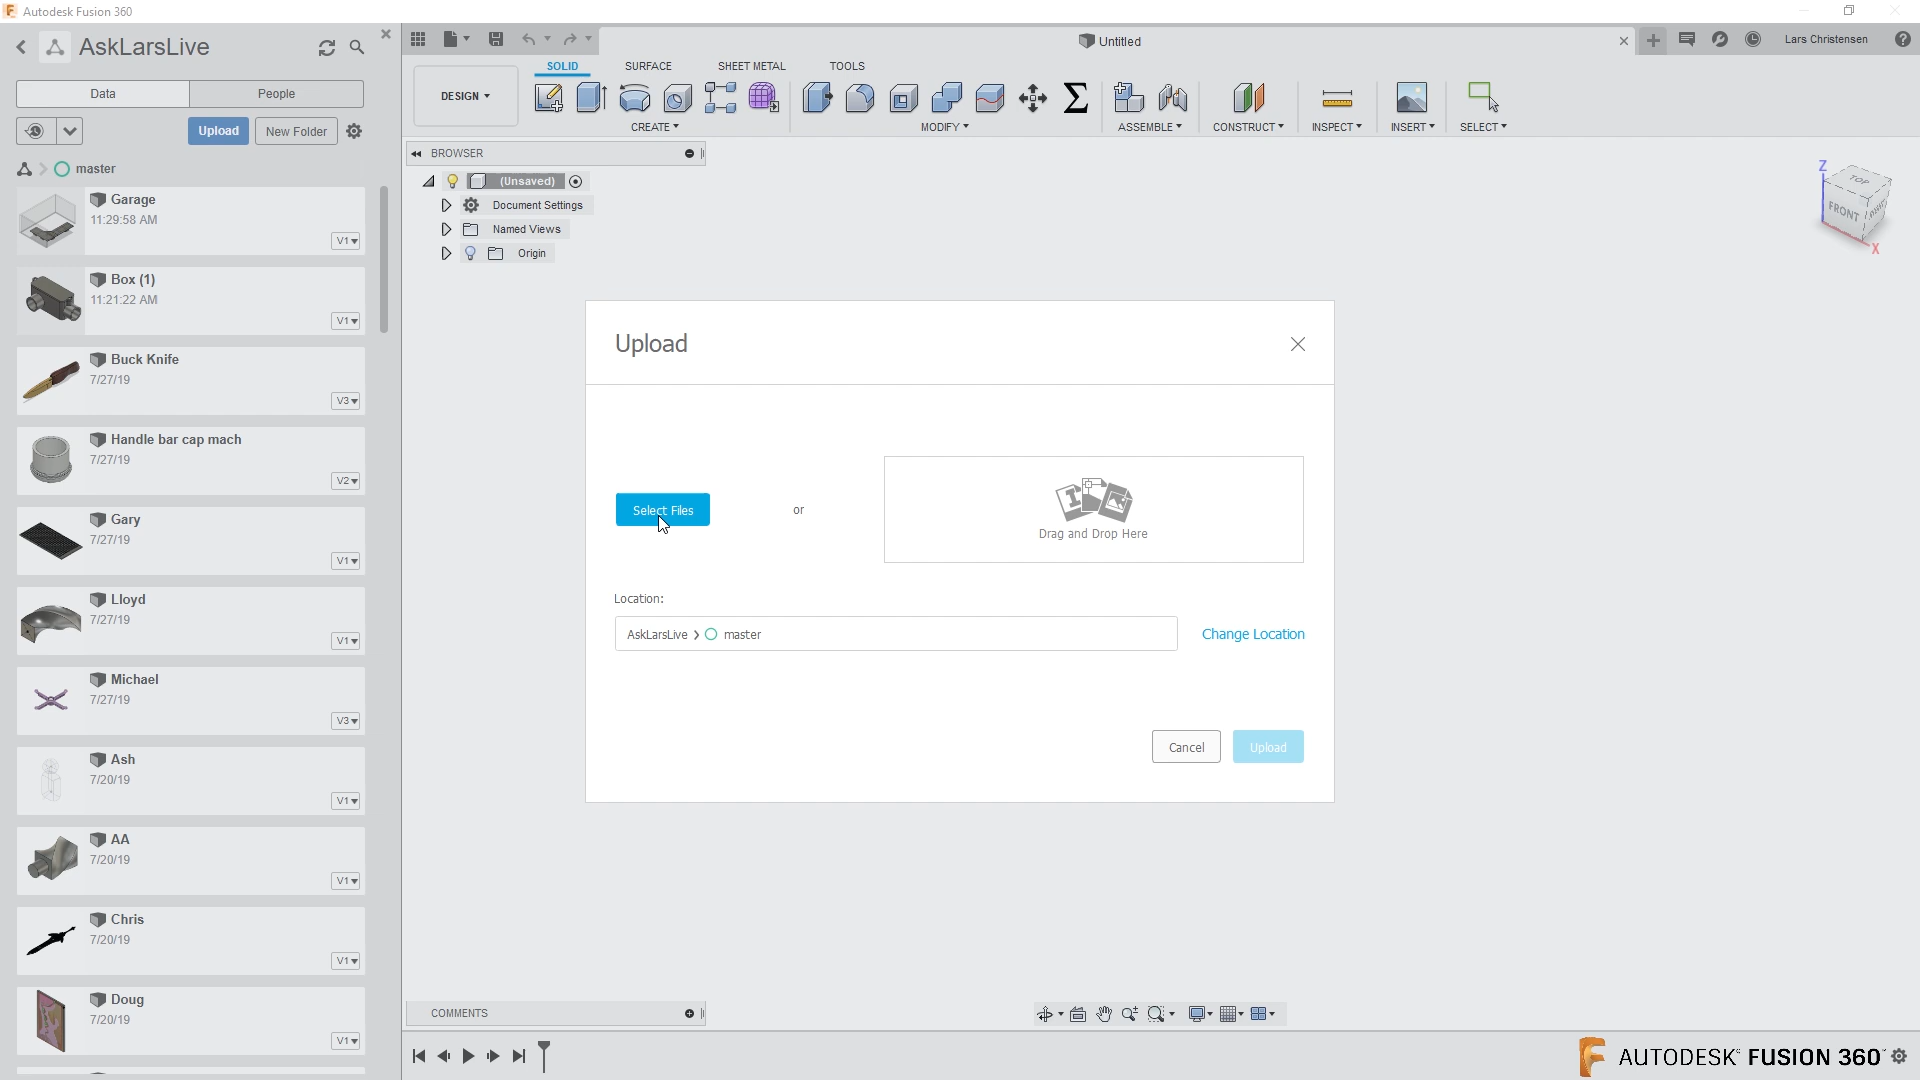 Autodesk Fusion 360
AskLarsLive
Data
People
Upload
New Folder
master
Garage
11:29:58 AM
V1
Box (1)
11:21:22 AM
V1
Buck Knife
7/27/19
V3
Handle bar cap mach
7/27/19
V2
Gary
7/27/19
V1
Lloyd
7/27/19
V1
Michael
7/27/19
V3
Ash
7/20/19
V1
AA
7/20/19
V1
Chris
7/20/19
V1
Doug
7/20/19
V1
Untitled
Lars Christensen
DESIGN
SOLID
SURFACE
SHEET METAL
TOOLS
CREATE
MODIFY
ASSEMBLE
CONSTRUCT
INSPECT
INSERT
SELECT
BROWSER
(Unsaved)
Document Settings
Named Views
Origin
Z
TOP
FRONT
RIGHT
X
Upload
Select Files
or
Drag and Drop Here
Location:
AskLarsLive > master
Change Location
Cancel
Upload
COMMENTS
AUTODESK® FUSION 360™